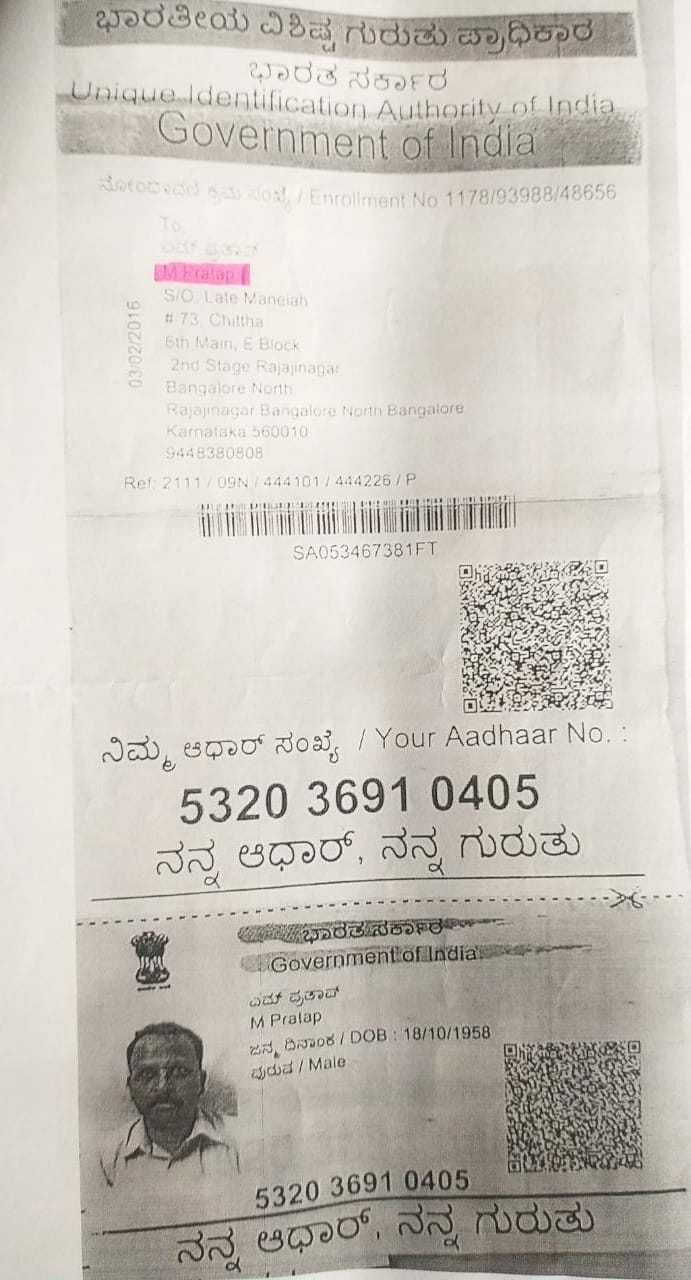 ಭಾರತೀಯ ವಿಶಿಷ್ಟ ಗುರುತು ಪ್ರಾಧಿಕಾರ
ಭಾರತ ಸರ್ಕಾರ
Unique Identification Authority of India
Government of India
ನೋಂದಾವಣೆ ಕ್ರಮ ಸಂಖ್ಯೆ / Enrollment No 1178/93988/48656
To,
ಎಮ್ ಪ್ರತಾಪ್
M Pratap
S/O. Late Maneiah
# 73, Chittha
6th Main, E Block
2nd Stage Rajajinagar
Bangalore North
Rajajinagar Bangalore North Bangalore
Karnataka 560010
9448380808
03/02/2016
Ref: 2111 / 09N / 444101 / 444226 / P
SA053467381FT
ನಿಮ್ಮ ಆಧಾರ್ ಸಂಖ್ಯೆ / Your Aadhaar No. :
5320 3691 0405
ನನ್ನ ಆಧಾರ್, ನನ್ನ ಗುರುತು
ಭಾರತ ಸರ್ಕಾರ
Government of India
ಎಮ್ ಪ್ರತಾಪ್
M Pratap
ಜನ್ಮ ದಿನಾಂಕ / DOB : 18/10/1958
ಪುರುಷ / Male
5320 3691 0405
ನನ್ನ ಆಧಾರ್, ನನ್ನ ಗುರುತು